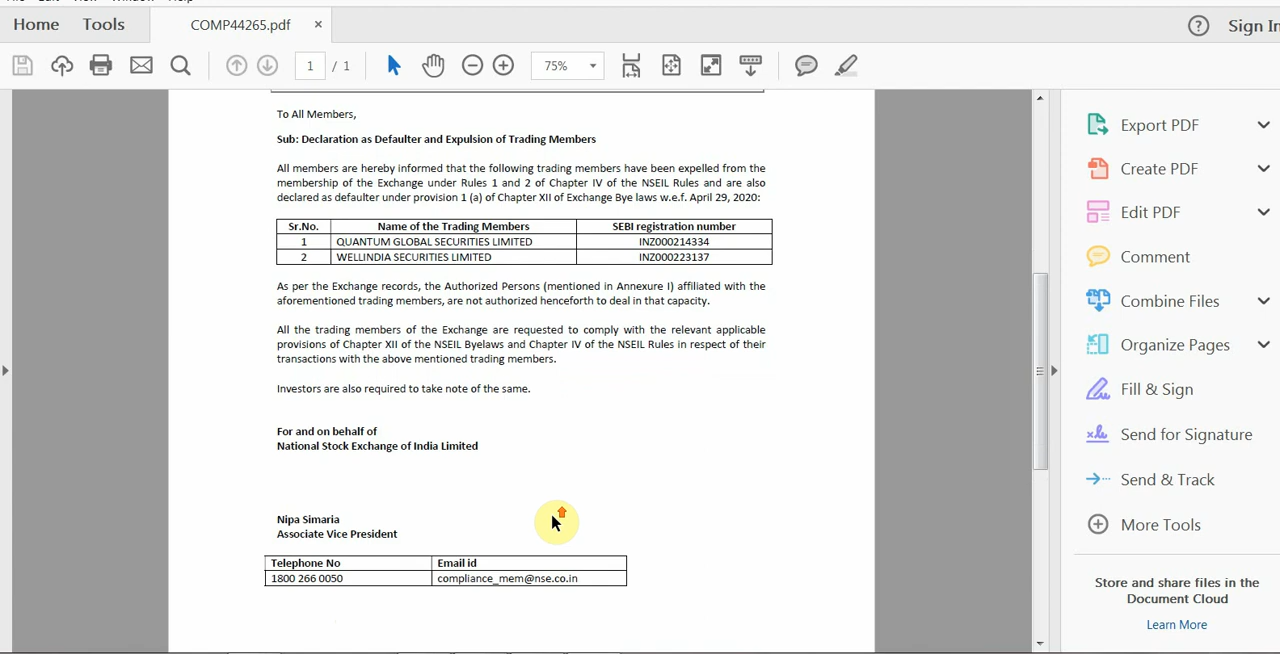 Home Tools COMP44265.pdf × Sign In
1 / 1 75%
To All Members,
Sub: Declaration as Defaulter and Expulsion of Trading Members
All members are hereby informed that the following trading members have been expelled from the
membership of the Exchange under Rules 1 and 2 of Chapter IV of the NSEIL Rules and are also
declared as defaulter under provision 1 (a) of Chapter XII of Exchange Bye laws w.e.f. April 29, 2020:
Sr.No. Name of the Trading Members SEBI registration number
1 QUANTUM GLOBAL SECURITIES LIMITED INZ000214334
2 WELLINDIA SECURITIES LIMITED INZ000223137
As per the Exchange records, the Authorized Persons (mentioned in Annexure I) affiliated with the
aforementioned trading members, are not authorized henceforth to deal in that capacity.
All the trading members of the Exchange are requested to comply with the relevant applicable
provisions of Chapter XII of the NSEIL Byelaws and Chapter IV of the NSEIL Rules in respect of their
transactions with the above mentioned trading members.
Investors are also required to take note of the same.
For and on behalf of
National Stock Exchange of India Limited
Nipa Simaria
Associate Vice President
Telephone No Email id
1800 266 0050 compliance_mem@nse.co.in
Export PDF
Create PDF
Edit PDF
Comment
Combine Files
Organize Pages
Fill & Sign
Send for Signature
Send & Track
More Tools
Store and share files in the
Document Cloud
Learn More